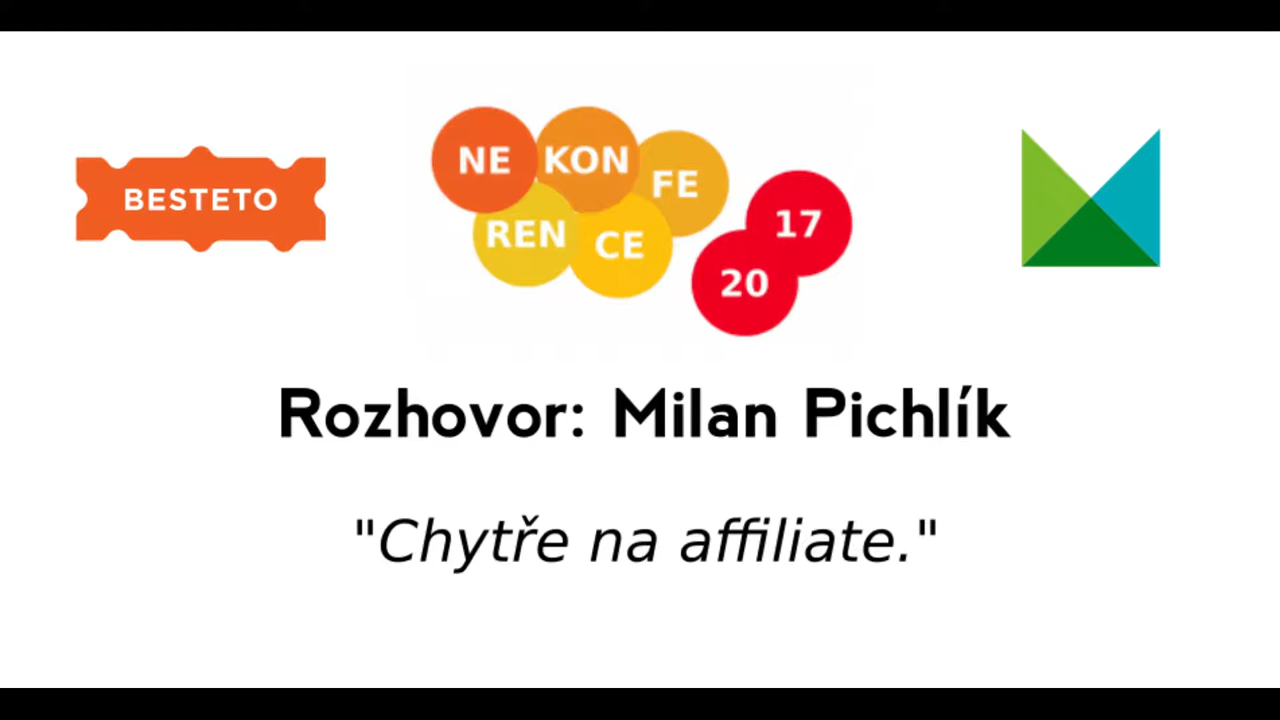 BESTETO
NE KON FE
REN CE
17
20
Rozhovor: Milan Pichlík
"Chytře na affiliate."